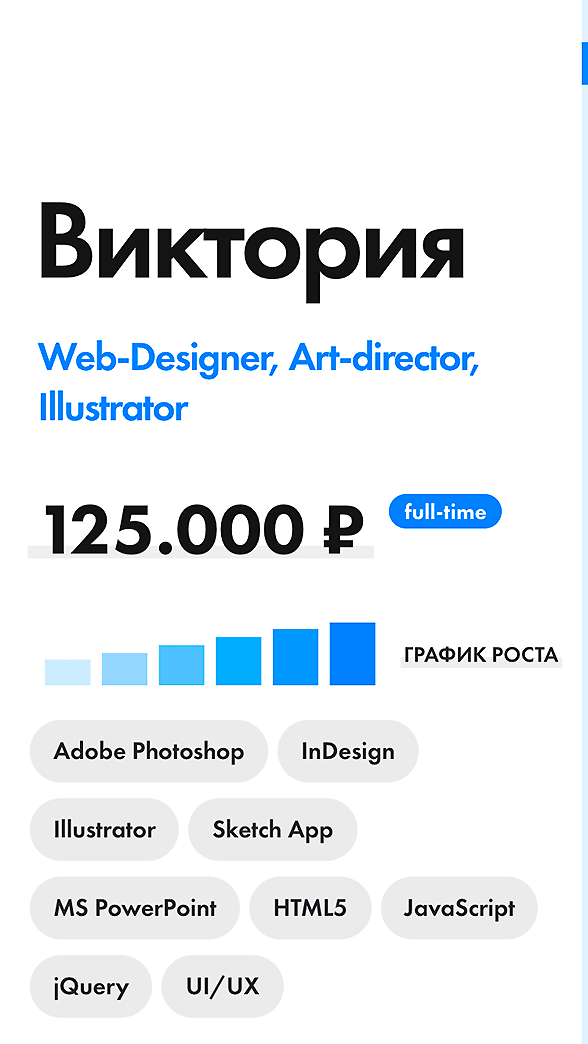 Виктория
Web-Designer, Art-director,
Illustrator
125.000 ₽
full-time
ГРАФИК РОСТА
Adobe Photoshop
InDesign
Illustrator
Sketch App
MS PowerPoint
HTML5
JavaScript
jQuery
UI/UX